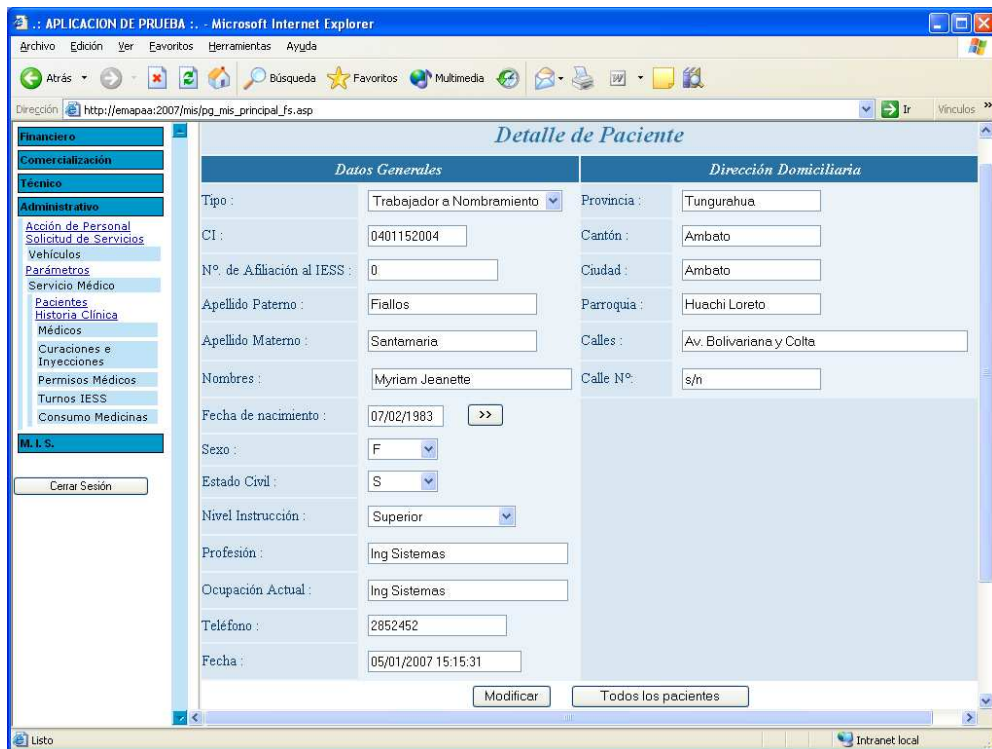 .: APLICACION DE PRUEBA :. - Microsoft Internet Explorer
Archivo Edición Ver Favoritos Herramientas Ayuda
Atrás Búsqueda Favoritos Multimedia
Dirección http://emapaa:2007/mis/pg_mis_principal_fs.asp Ir Vínculos »
Financiero
Comercialización
Técnico
Administrativo
Acción de Personal
Solicitud de Servicios
Vehículos
Parámetros
Servicio Médico
Pacientes
Historia Clínica
Médicos
Curaciones e
Inyecciones
Permisos Médicos
Turnos IESS
Consumo Medicinas
M. I. S.
Cerrar Sesión
Detalle de Paciente
Datos Generales
Tipo : Trabajador a Nombramiento
CI : 0401152004
Nº. de Afiliación al IESS : 0
Apellido Paterno : Fiallos
Apellido Materno : Santamaria
Nombres : Myriam Jeanette
Fecha de nacimiento : 07/02/1983 >>
Sexo : F
Estado Civil : S
Nivel Instrucción : Superior
Profesión : Ing Sistemas
Ocupación Actual : Ing Sistemas
Teléfono : 2852452
Fecha : 05/01/2007 15:15:31
Dirección Domiciliaria
Provincia : Tungurahua
Cantón : Ambato
Ciudad : Ambato
Parroquia : Huachi Loreto
Calles : Av. Bolivariana y Colta
Calle Nº: s/n
Modificar Todos los pacientes
Listo Intranet local